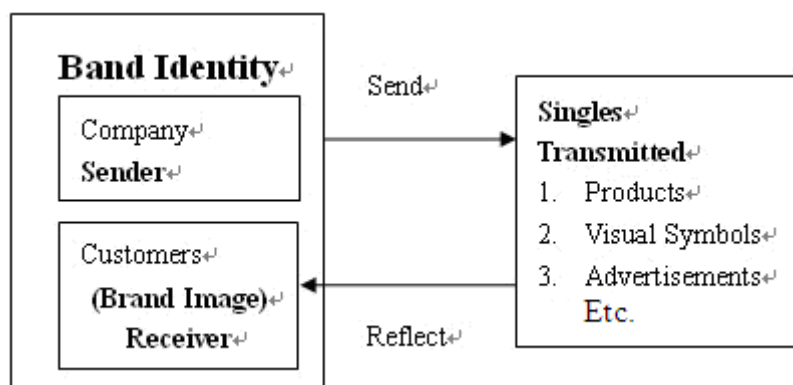 Band Identity
Company
Sender
Customers
(Brand Image)
Receiver
Send
Reflect
Singles
Transmitted
1. Products
2. Visual Symbols
3. Advertisements
Etc.